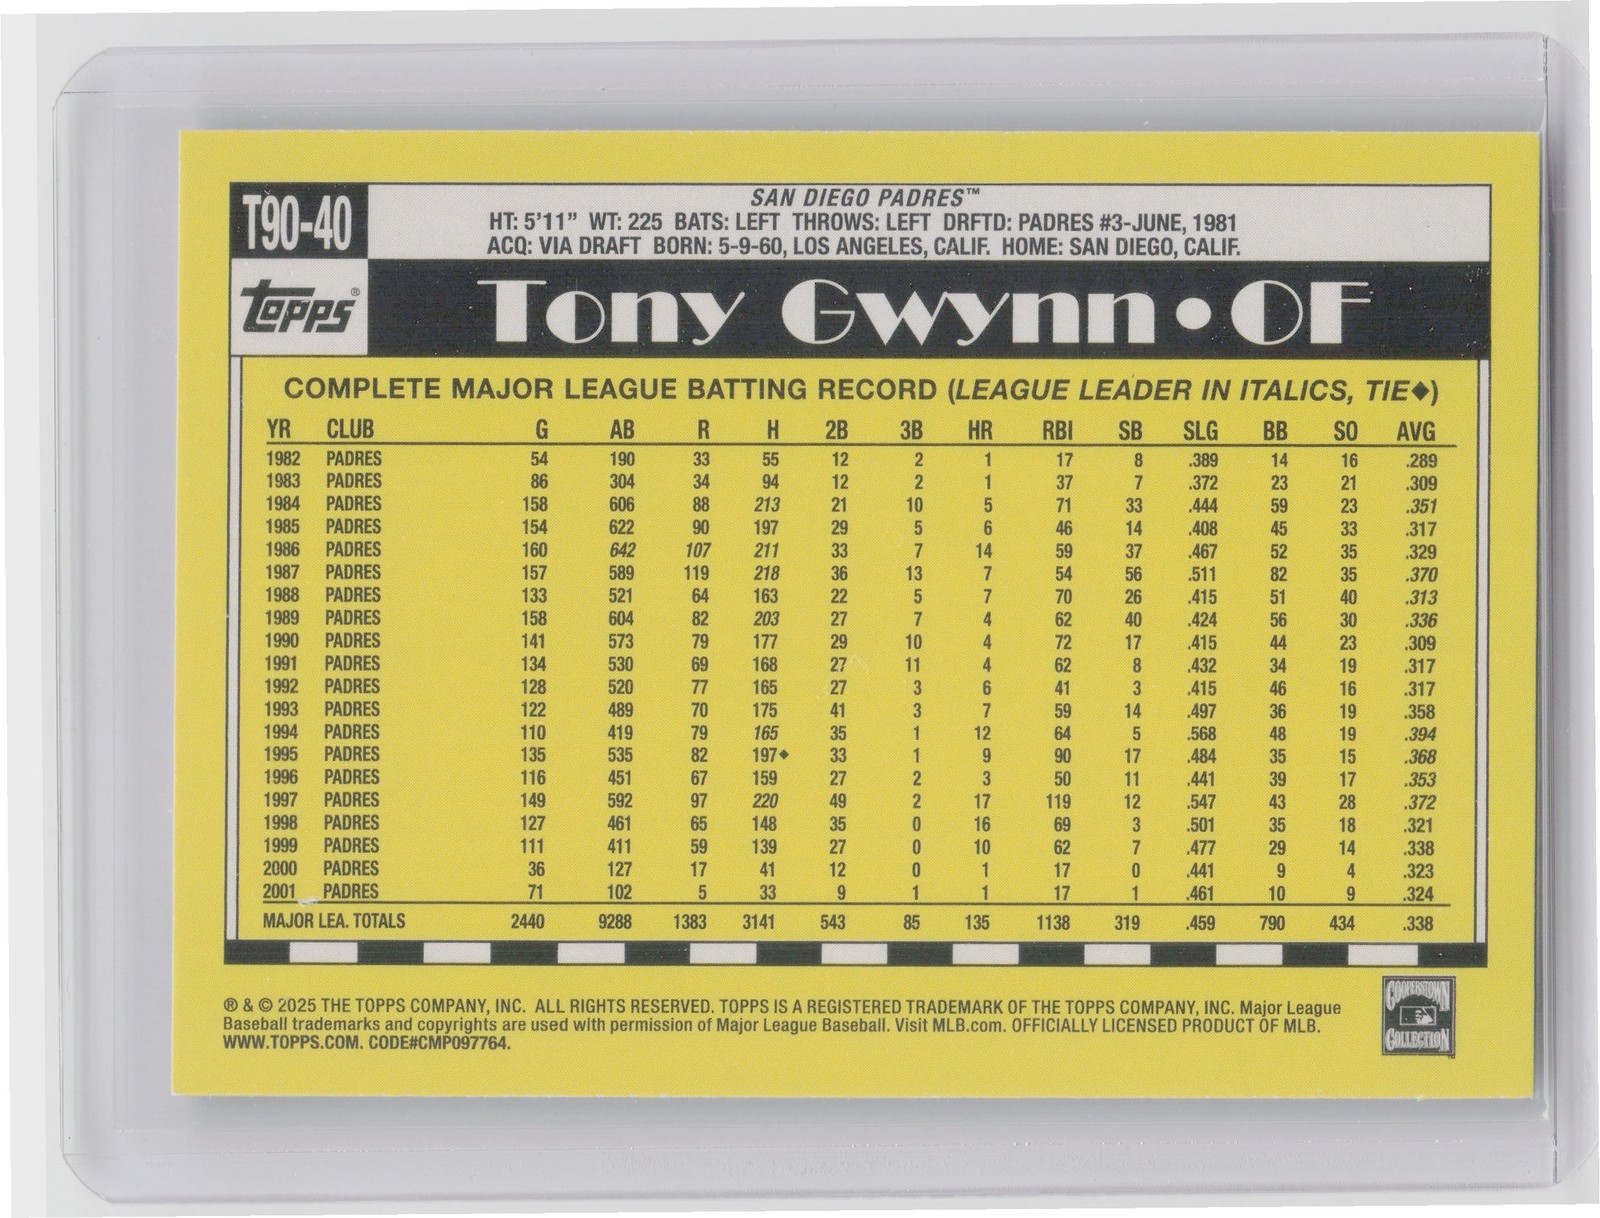 T90-40
SAN DIEGO PADRES™
HT: 5'11" WT: 225 BATS: LEFT THROWS: LEFT DRFTD: PADRES #3-JUNE, 1981
ACQ: VIA DRAFT BORN: 5-9-60, LOS ANGELES, CALIF. HOME: SAN DIEGO, CALIF.
topps®
Tony Gwynn•OF
COMPLETE MAJOR LEAGUE BATTING RECORD (LEAGUE LEADER IN ITALICS, TIE◆)
YR CLUB G AB R H 2B 3B HR RBI SB SLG BB SO AVG
1982 PADRES 54 190 33 55 12 2 1 17 8 .389 14 16 .289
1983 PADRES 86 304 34 94 12 2 1 37 7 .372 23 21 .309
1984 PADRES 158 606 88 213 21 10 5 71 33 .444 59 23 .351
1985 PADRES 154 622 90 197 29 5 6 46 14 .408 45 33 .317
1986 PADRES 160 642 107 211 33 7 14 59 37 .467 52 35 .329
1987 PADRES 157 589 119 218 36 13 7 54 56 .511 82 35 .370
1988 PADRES 133 521 64 163 22 5 7 70 26 .415 51 40 .313
1989 PADRES 158 604 82 203 27 7 4 62 40 .424 56 30 .336
1990 PADRES 141 573 79 177 29 10 4 72 17 .415 44 23 .309
1991 PADRES 134 530 69 168 27 11 4 62 8 .432 34 19 .317
1992 PADRES 128 520 77 165 27 3 6 41 3 .415 46 16 .317
1993 PADRES 122 489 70 175 41 3 7 59 14 .497 36 19 .358
1994 PADRES 110 419 79 165 35 1 12 64 5 .568 48 19 .394
1995 PADRES 135 535 82 197◆ 33 1 9 90 17 .484 35 15 .368
1996 PADRES 116 451 67 159 27 2 3 50 11 .441 39 17 .353
1997 PADRES 149 592 97 220 49 2 17 119 12 .547 43 28 .372
1998 PADRES 127 461 65 148 35 0 16 69 3 .501 35 18 .321
1999 PADRES 111 411 59 139 27 0 10 62 7 .477 29 14 .338
2000 PADRES 36 127 17 41 12 0 1 17 0 .441 9 4 .323
2001 PADRES 71 102 5 33 9 1 1 17 1 .461 10 9 .324
MAJOR LEA. TOTALS 2440 9288 1383 3141 543 85 135 1138 319 .459 790 434 .338
® & © 2025 THE TOPPS COMPANY, INC. ALL RIGHTS RESERVED. TOPPS IS A REGISTERED TRADEMARK OF THE TOPPS COMPANY, INC. Major League
Baseball trademarks and copyrights are used with permission of Major League Baseball. Visit MLB.com. OFFICIALLY LICENSED PRODUCT OF MLB.
WWW.TOPPS.COM. CODE#CMP097764.
COOPERSTOWN
COLLECTION